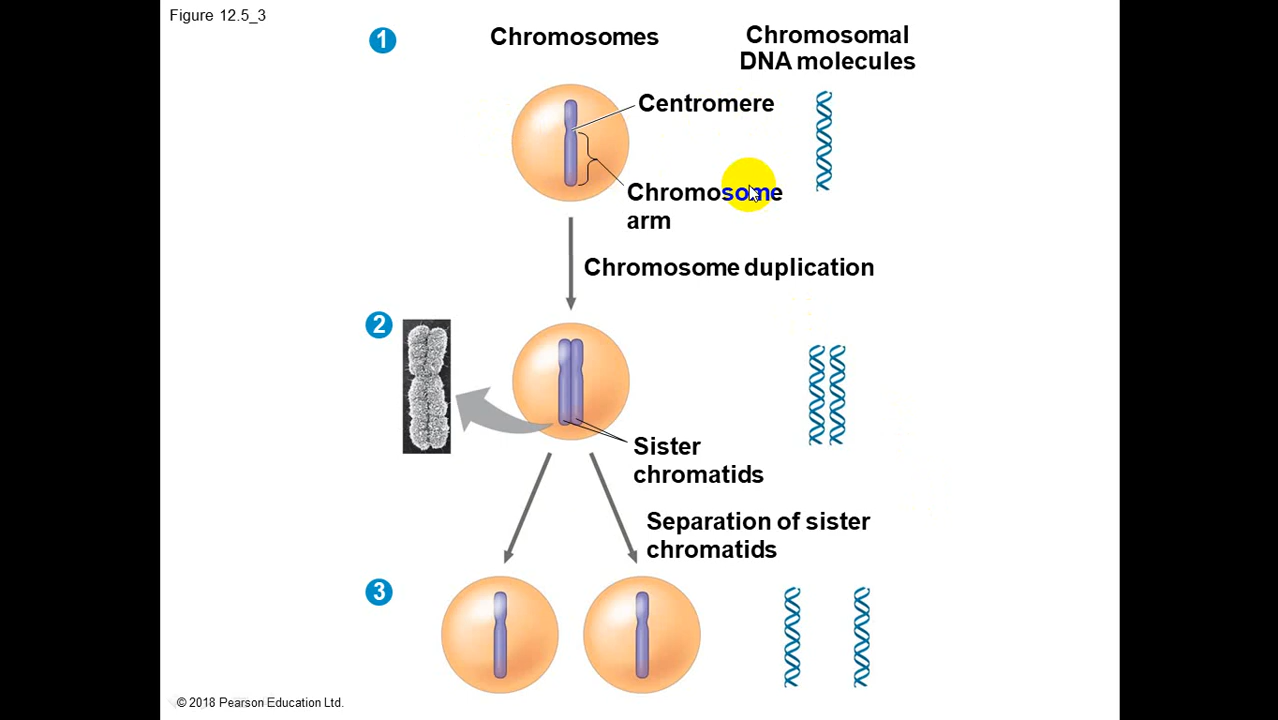 Figure 12.5_3
1
Chromosomes
Chromosomal
DNA molecules
Centromere
Chromosome
arm
Chromosome duplication
2
Sister
chromatids
Separation of sister
chromatids
3
© 2018 Pearson Education Ltd.